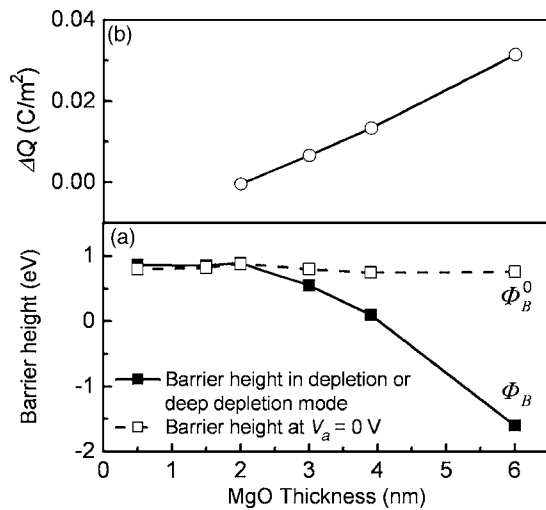 (b)
0.04
0.02
0.00
ΔQ (C/m²)
(a)
1
0
-1
-2
Barrier height (eV)
Φ_B^0
Φ_B
Barrier height in depletion or
deep depletion mode
Barrier height at V_a = 0 V
0 1 2 3 4 5 6
MgO Thickness (nm)